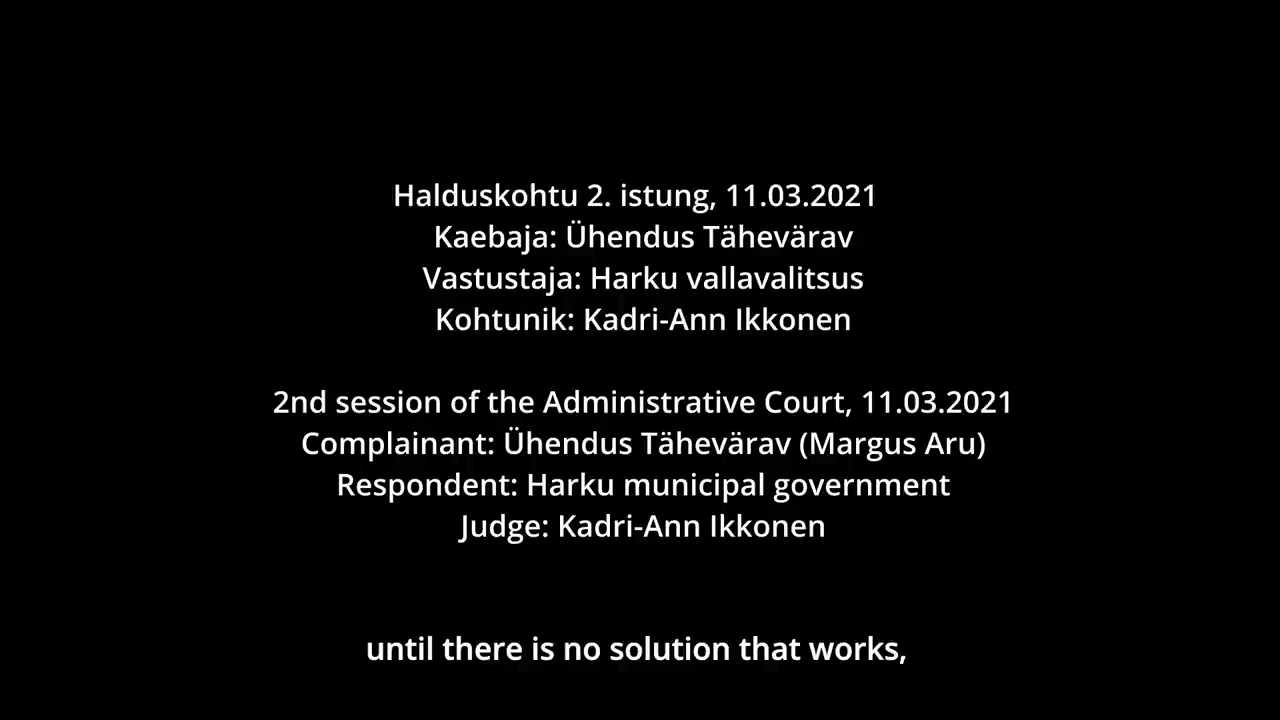 Halduskohtu 2. istung, 11.03.2021
Kaebaja: Ühendus Tähevärav
Vastustaja: Harku vallavalitsus
Kohtunik: Kadri-Ann Ikkonen
2nd session of the Administrative Court, 11.03.2021
Complainant: Ühendus Tähevärav (Margus Aru)
Respondent: Harku municipal government
Judge: Kadri-Ann Ikkonen
until there is no solution that works,